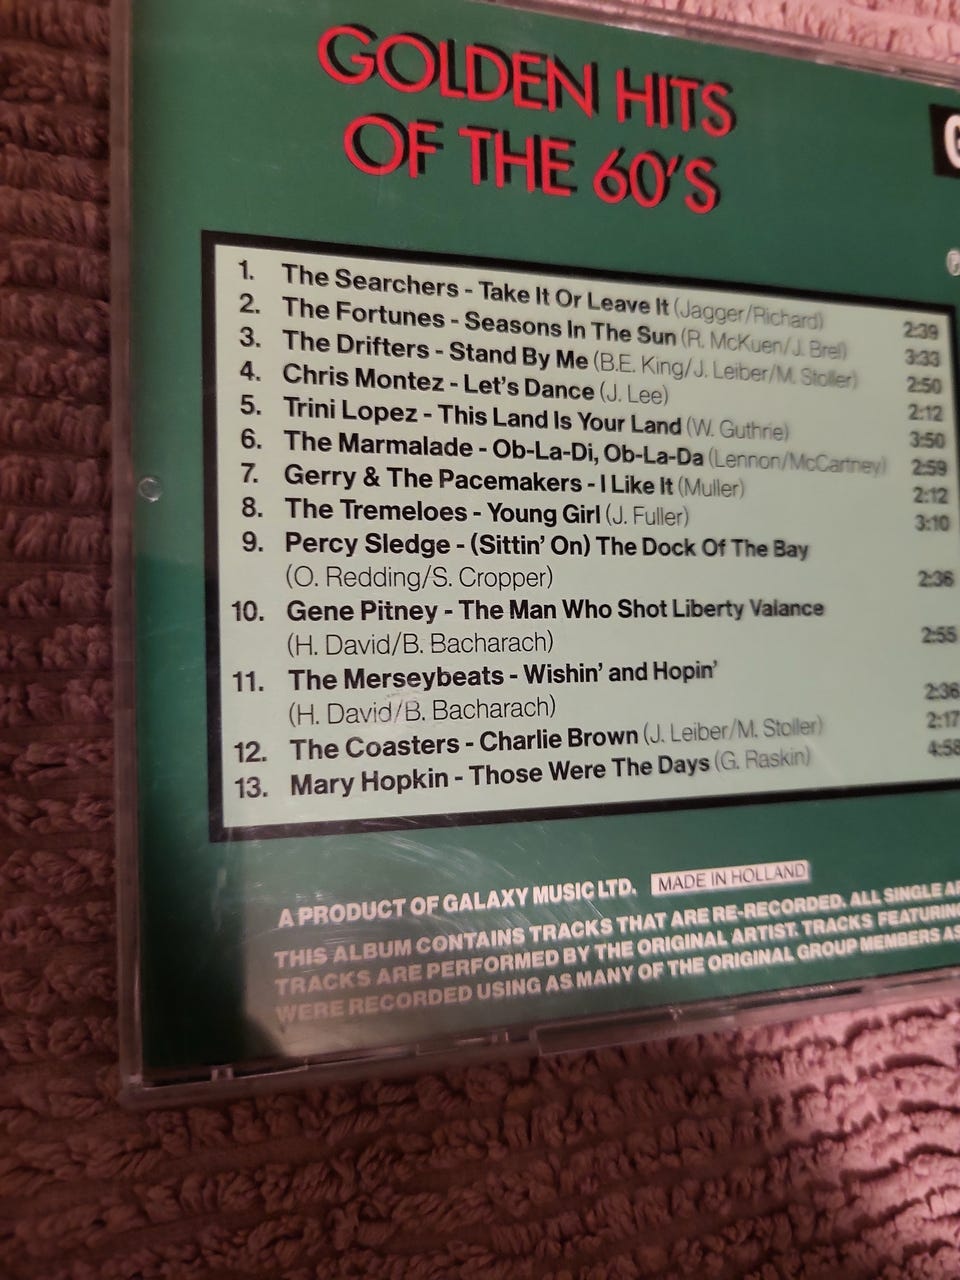 GOLDEN HITS
OF THE 60'S
1. The Searchers - Take It Or Leave It (Jagger/Richard) 2:39
2. The Fortunes - Seasons In The Sun (R. McKuen/J. Brel) 3:33
3. The Drifters - Stand By Me (B.E. King/J. Leiber/M. Stoller) 2:50
4. Chris Montez - Let's Dance (J. Lee) 2:12
5. Trini Lopez - This Land Is Your Land (W. Guthrie) 3:50
6. The Marmalade - Ob-La-Di, Ob-La-Da (Lennon/McCartney) 2:59
7. Gerry & The Pacemakers - I Like It (Muller) 2:12
8. The Tremeloes - Young Girl (J. Fuller) 3:10
9. Percy Sledge - (Sittin' On) The Dock Of The Bay
(O. Redding/S. Cropper) 2:36
10. Gene Pitney - The Man Who Shot Liberty Valance
(H. David/B. Bacharach) 2:55
11. The Merseybeats - Wishin' and Hopin'
(H. David/B. Bacharach) 2:36
12. The Coasters - Charlie Brown (J. Leiber/M. Stoller) 2:17
13. Mary Hopkin - Those Were The Days (G. Raskin) 4:58
A PRODUCT OF GALAXY MUSIC LTD. MADE IN HOLLAND
THIS ALBUM CONTAINS TRACKS THAT ARE RE-RECORDED. ALL SINGLE
TRACKS ARE PERFORMED BY THE ORIGINAL ARTIST. TRACKS FEATURING
WERE RECORDED USING AS MANY OF THE ORIGINAL GROUP MEMBERS AS